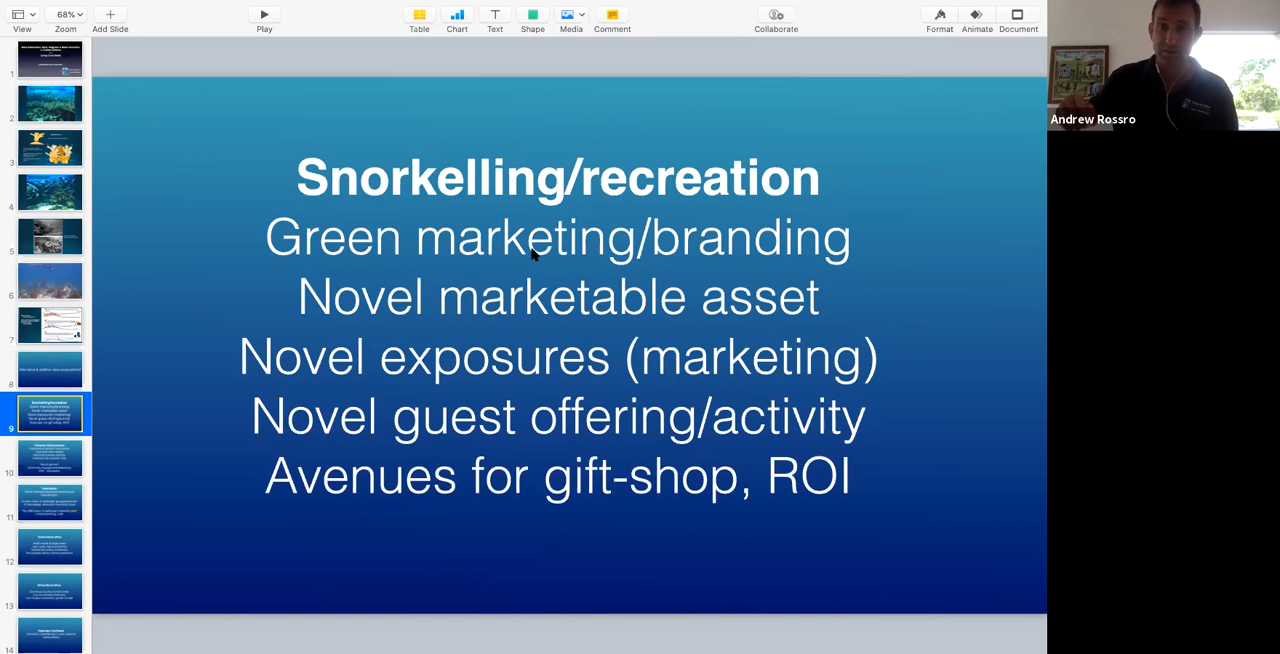 68%
View
Zoom
Add Slide
Play
Table
Chart
Text
Shape
Media
Comment
Collaborate
Format
Animate
Document
Andrew Rossro
1
2
3
4
5
6
7
8
9
10
11
12
13
14
Snorkelling/recreation
Green marketing/branding
Novel marketable asset
Novel exposures (marketing)
Novel guest offering/activity
Avenues for gift-shop, ROI